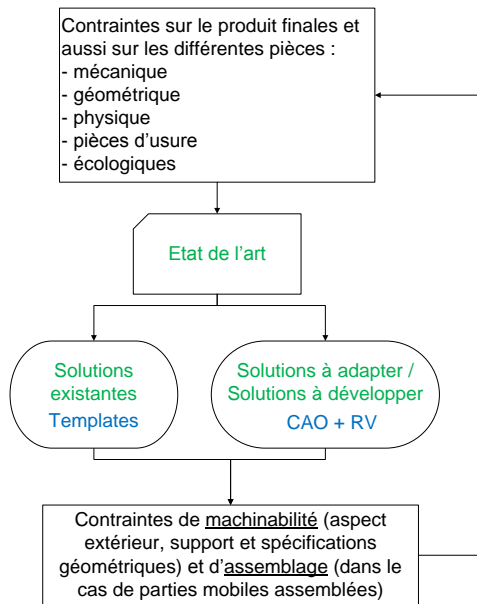 Contraintes sur le produit finales et
aussi sur les différentes pièces :
- mécanique
- géométrique
- physique
- pièces d'usure
- écologiques
Etat de l'art
Solutions
existantes
Templates
Solutions à adapter /
Solutions à développer
CAO + RV
Contraintes de machinabilité (aspect
extérieur, support et spécifications
géométriques) et d'assemblage (dans le
cas de parties mobiles assemblées)